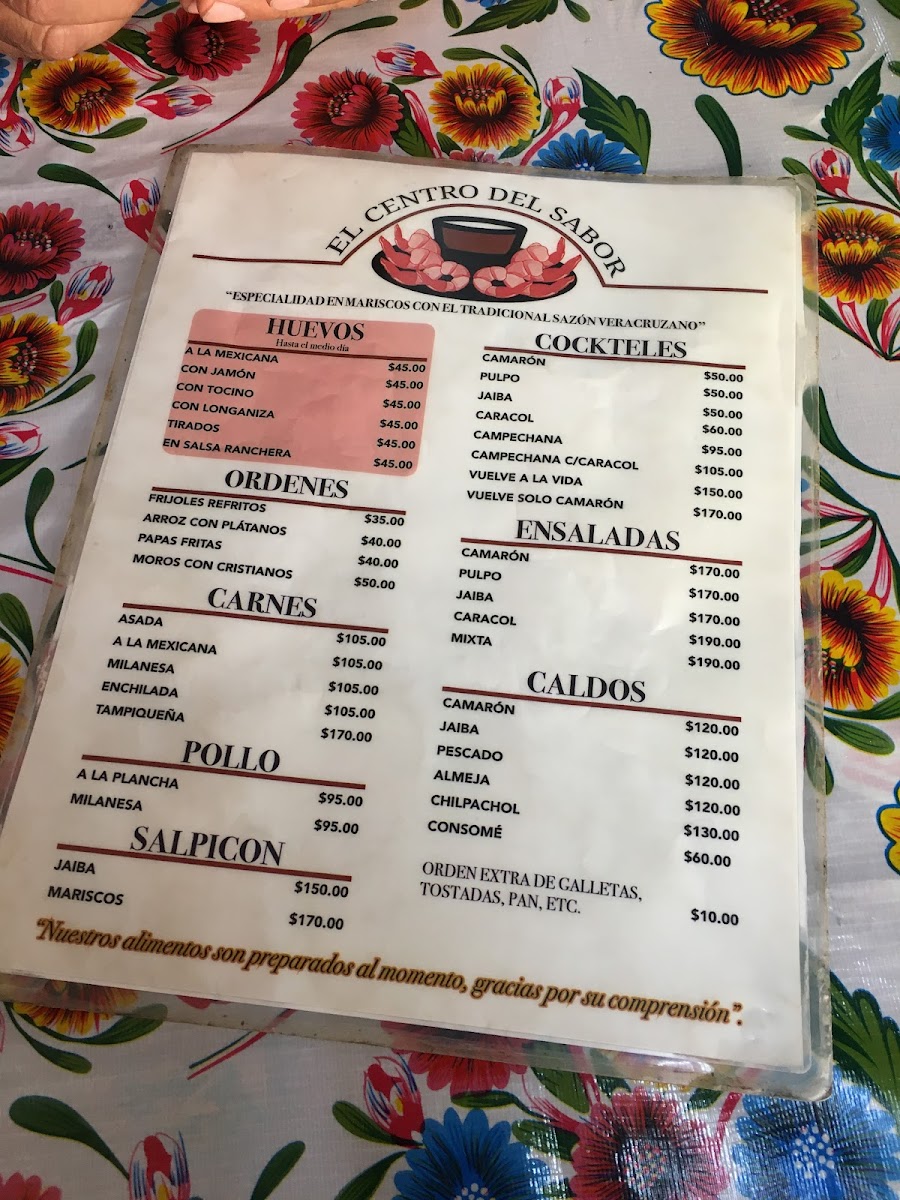 EL CENTRO DEL SABOR
"ESPECIALIDAD EN MARISCOS CON EL TRADICIONAL SAZÓN VERACRUZANO"
HUEVOS
Hasta el medio día
A LA MEXICANA $45.00
CON JAMÓN $45.00
CON TOCINO $45.00
CON LONGANIZA $45.00
TIRADOS $45.00
EN SALSA RANCHERA $45.00
ORDENES
FRIJOLES REFRITOS $35.00
ARROZ CON PLÁTANOS $40.00
PAPAS FRITAS $40.00
MOROS CON CRISTIANOS $50.00
CARNES
ASADA $105.00
A LA MEXICANA $105.00
MILANESA $105.00
ENCHILADA $105.00
TAMPIQUEÑA $170.00
POLLO
A LA PLANCHA $95.00
MILANESA $95.00
SALPICON
JAIBA $150.00
MARISCOS $170.00
COCKTELES
CAMARÓN $50.00
PULPO $50.00
JAIBA $50.00
CARACOL $60.00
CAMPECHANA $95.00
CAMPECHANA C/CARACOL $105.00
VUELVE A LA VIDA $150.00
VUELVE SOLO CAMARÓN $170.00
ENSALADAS
CAMARÓN $170.00
PULPO $170.00
JAIBA $170.00
CARACOL $190.00
MIXTA $190.00
CALDOS
CAMARÓN $120.00
JAIBA $120.00
PESCADO $120.00
ALMEJA $120.00
CHILPACHOL $130.00
CONSOMÉ $60.00
ORDEN EXTRA DE GALLETAS,
TOSTADAS, PAN, ETC. $10.00
"Nuestros alimentos son preparados al momento, gracias por su comprensión".